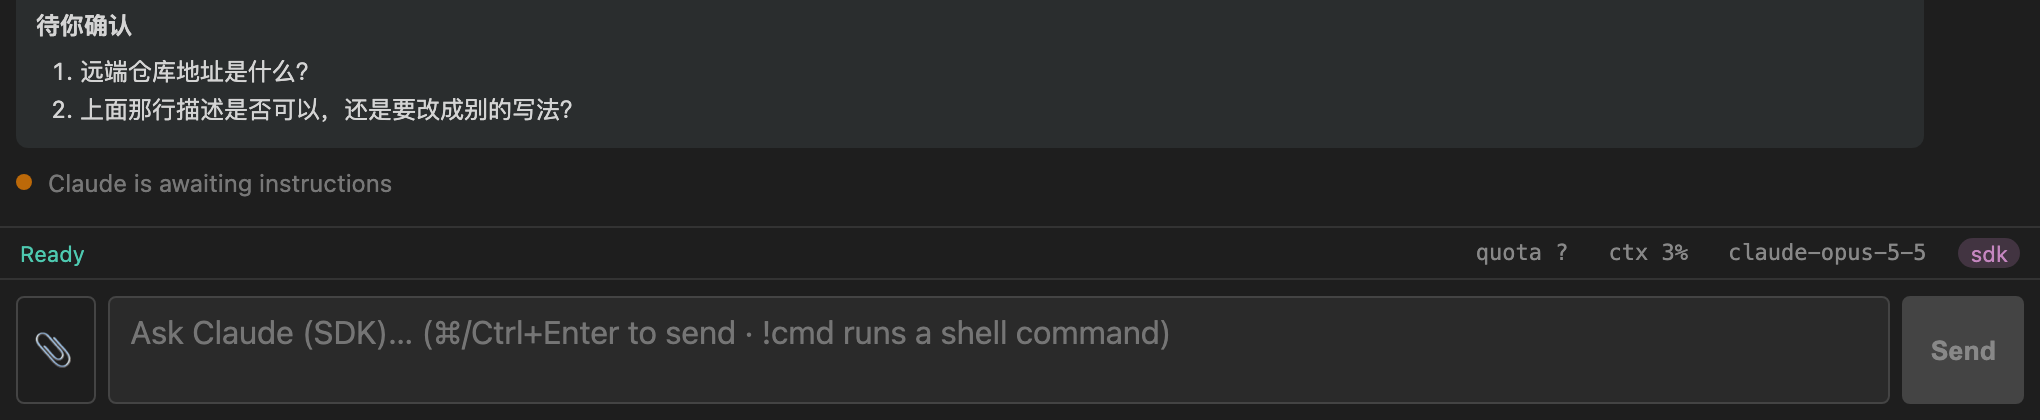 待你确认
1. 远端仓库地址是什么?
2. 上面那行描述是否可以，还是要改成别的写法?
Claude is awaiting instructions
Ready quota ? ctx 3% claude-opus-5-5 sdk
Ask Claude (SDK)... (⌘/Ctrl+Enter to send · !cmd runs a shell command)
Send